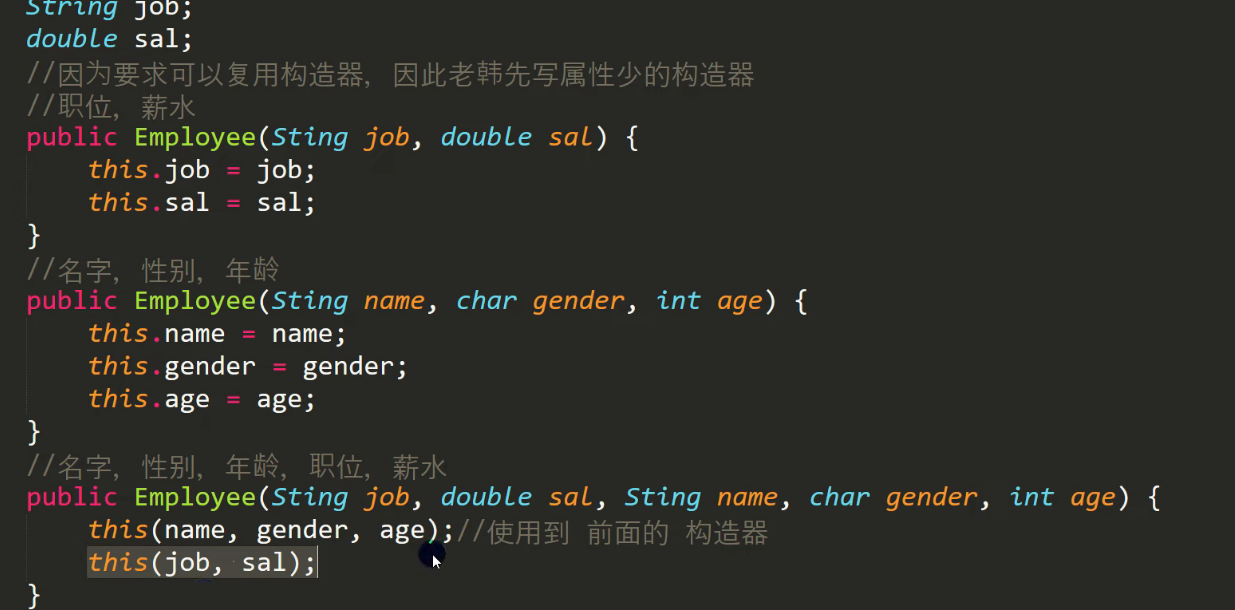 String job;
double sal;
//因为要求可以复用构造器, 因此老韩先写属性少的构造器
//职位, 薪水
public Employee(Sting job, double sal) {
this.job = job;
this.sal = sal;
}
//名字, 性别, 年龄
public Employee(Sting name, char gender, int age) {
this.name = name;
this.gender = gender;
this.age = age;
}
//名字, 性别, 年龄, 职位, 薪水
public Employee(Sting job, double sal, Sting name, char gender, int age) {
this(name, gender, age);//使用到 前面的 构造器
this(job, sal);
}